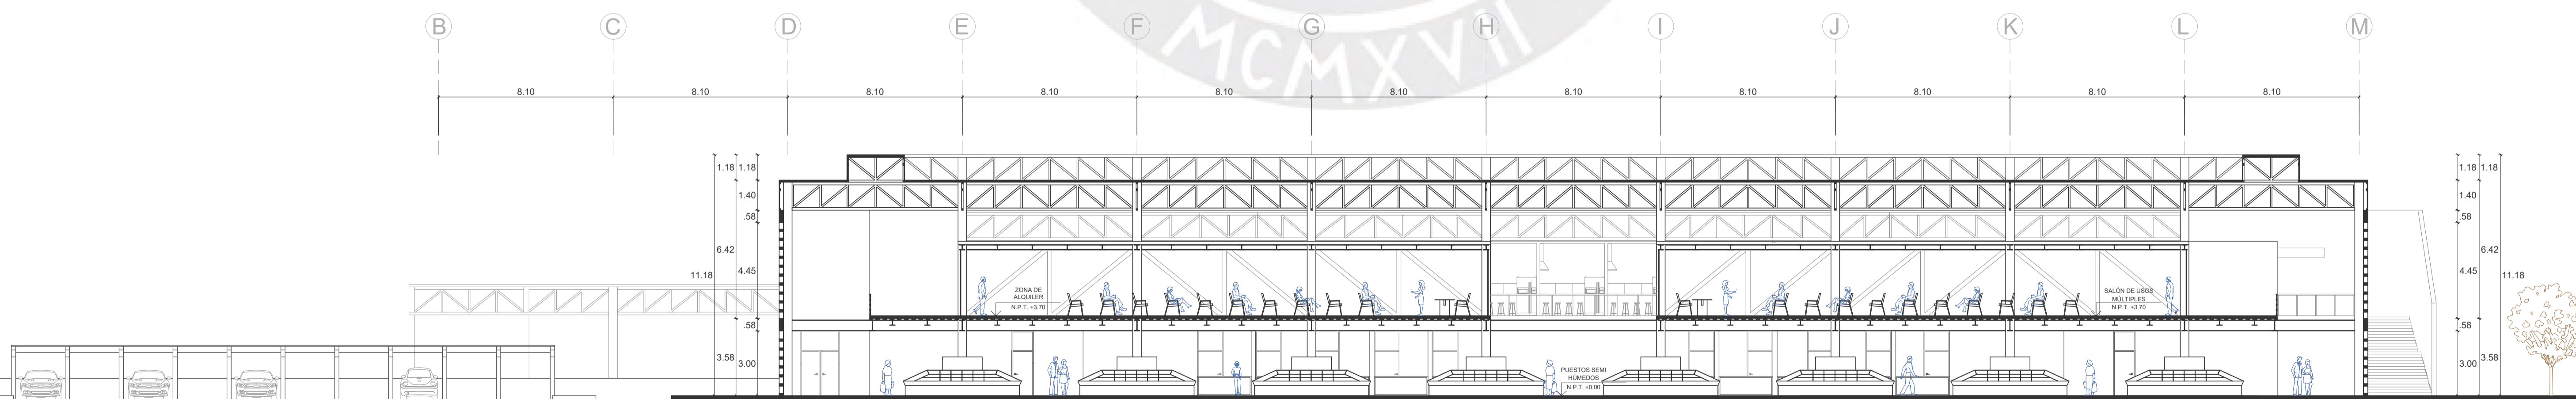 B C D E F G H I J K L M
MCMXVII
8.10 8.10 8.10 8.10 8.10 8.10 8.10 8.10 8.10 8.10 8.10
1.18 1.18
1.40
.58
6.42
4.45
11.18
.58
3.58
3.00
ZONA DE
ALQUILER
N.P.T. +3.70
PUESTOS SEMI
HÚMEDOS
N.P.T. ±0.00
SALÓN DE USOS
MÚLTIPLES
N.P.T. +3.70
1.18 1.18
1.40
.58
6.42
4.45
11.18
.58
3.58
3.00